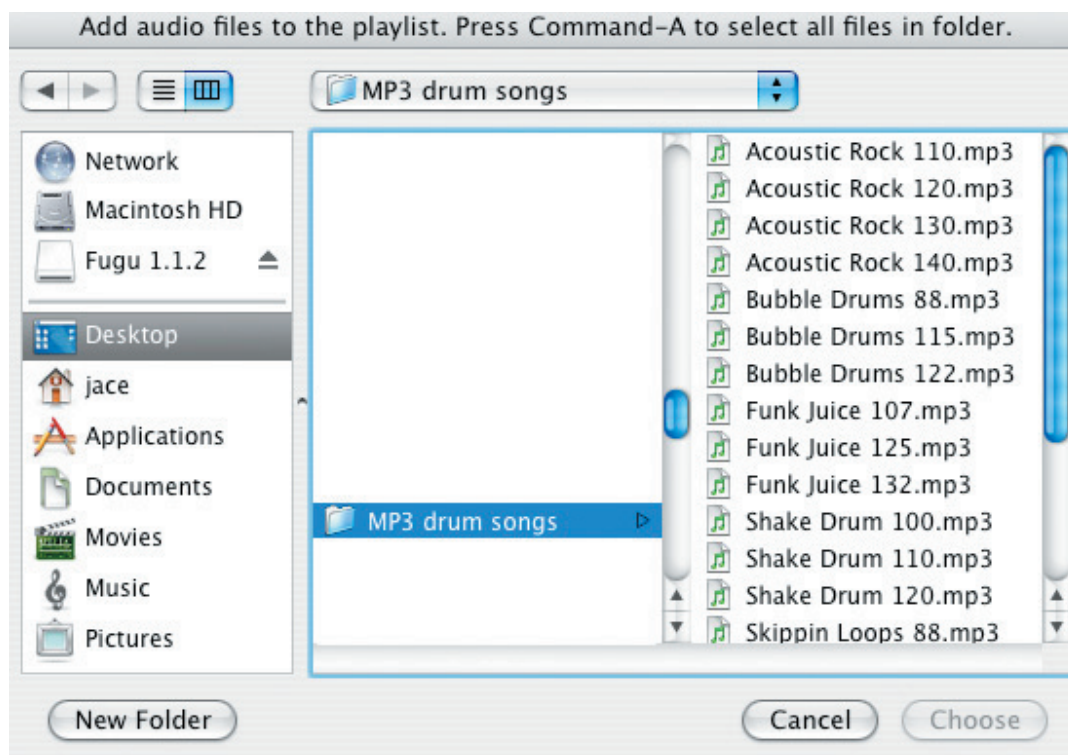 Add audio files to the playlist. Press Command-A to select all files in folder.
MP3 drum songs
Network
Macintosh HD
Fugu 1.1.2
Desktop
jace
Applications
Documents
Movies
Music
Pictures
MP3 drum songs
Acoustic Rock 110.mp3
Acoustic Rock 120.mp3
Acoustic Rock 130.mp3
Acoustic Rock 140.mp3
Bubble Drums 88.mp3
Bubble Drums 115.mp3
Bubble Drums 122.mp3
Funk Juice 107.mp3
Funk Juice 125.mp3
Funk Juice 132.mp3
Shake Drum 100.mp3
Shake Drum 110.mp3
Shake Drum 120.mp3
Skippin Loops 88.mp3
New Folder
Cancel
Choose